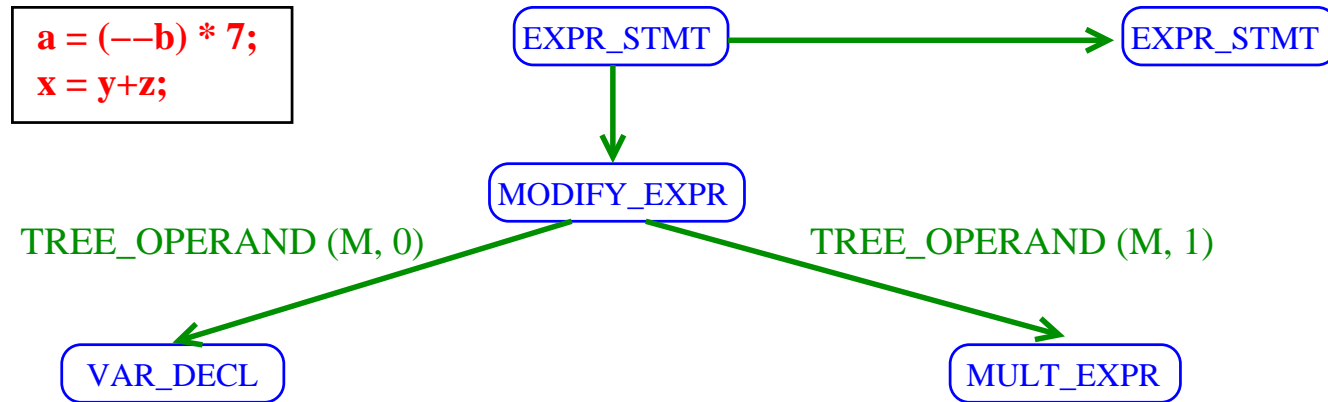 a = (−−b) * 7;
x = y+z;
EXPR_STMT
EXPR_STMT
MODIFY_EXPR
TREE_OPERAND (M, 0)
TREE_OPERAND (M, 1)
VAR_DECL
MULT_EXPR